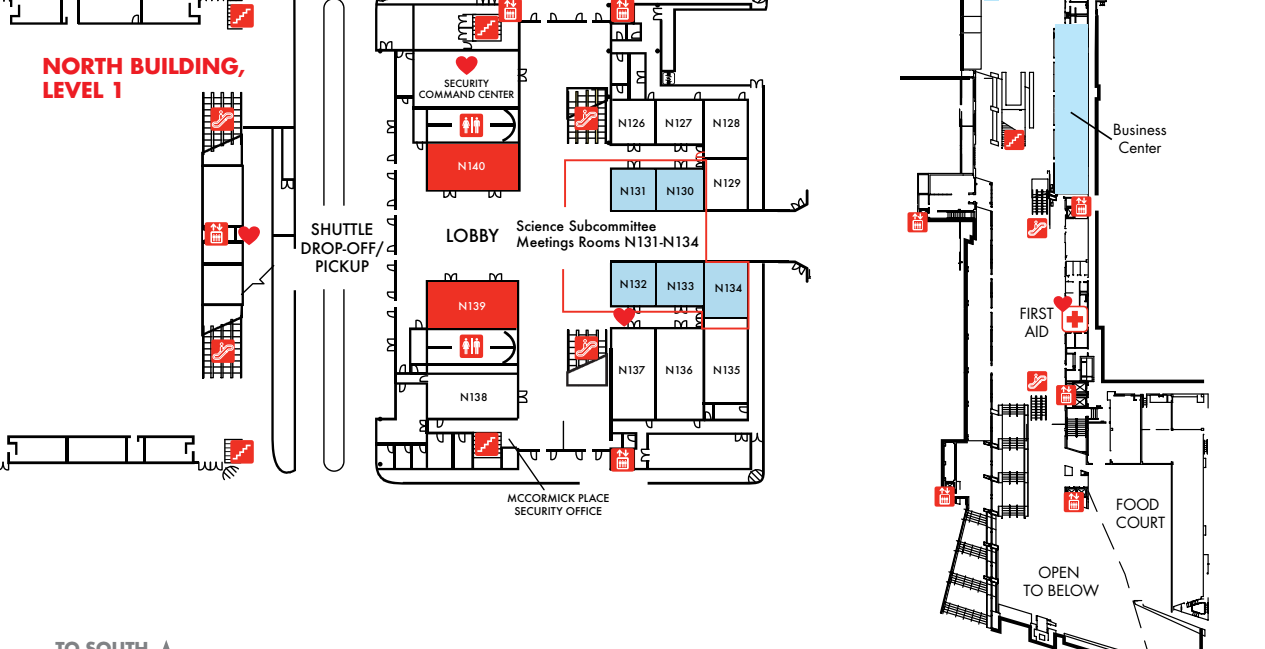 NORTH BUILDING,
LEVEL 1
SECURITY
COMMAND CENTER
N126
N127
N128
N140
N131
N130
N129
SHUTTLE
DROP-OFF/
PICKUP
LOBBY
Science Subcommittee
Meetings Rooms N131-N134
N132
N133
N134
N139
N137
N136
N135
N138
MCCORMICK PLACE
SECURITY OFFICE
Business
Center
FIRST
AID
FOOD
COURT
OPEN
TO BELOW
TO SOUTH